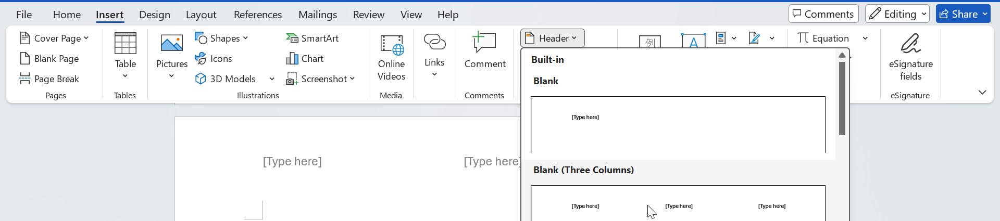 File Home Insert Design Layout References Mailings Review View Help Comments Editing Share
Cover Page
Blank Page
Page Break
Pages
Table
Tables
Pictures
Shapes
Icons
3D Models
SmartArt
Chart
Screenshot
Illustrations
Online
Videos
Media
Links
Comment
Comments
Header
例
A
Equation
eSignature
fields
eSignature
Built-in
Blank
[Type here]
Blank (Three Columns)
[Type here] [Type here] [Type here]
[Type here] [Type here]